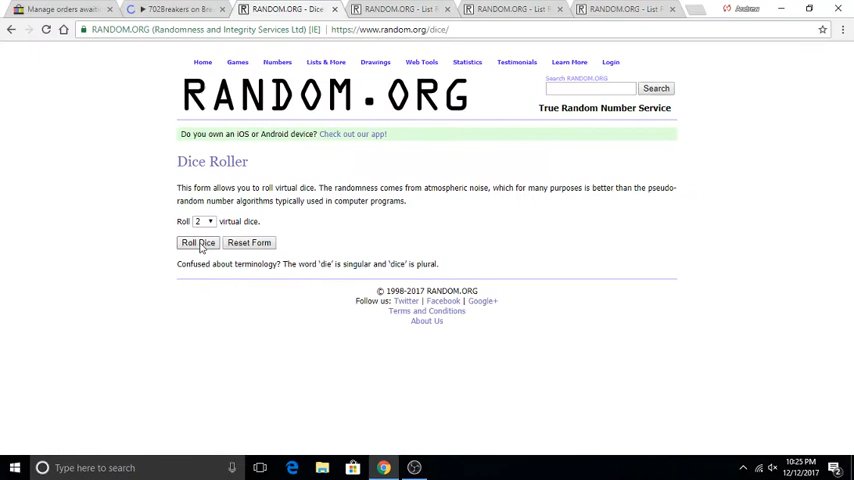 Manage orders await
702Breakers on Bre
RANDOM.ORG - Dice
RANDOM.ORG - List R
RANDOM.ORG - List R
RANDOM.ORG - List R
Andrew
RANDOM.ORG (Randomness and Integrity Services Ltd) [IE] https://www.random.org/dice/
Home Games Numbers Lists & More Drawings Web Tools Statistics Testimonials Learn More Login
Search RANDOM.ORG
RANDOM.ORG
Search
True Random Number Service
Do you own an iOS or Android device? Check out our app!
Dice Roller
This form allows you to roll virtual dice. The randomness comes from atmospheric noise, which for many purposes is better than the pseudo-
random number algorithms typically used in computer programs.
Roll 2 virtual dice.
Roll Dice Reset Form
Confused about terminology? The word 'die' is singular and 'dice' is plural.
© 1998-2017 RANDOM.ORG
Follow us: Twitter | Facebook | Google+
Terms and Conditions
About Us
Type here to search
10:25 PM
12/12/2017
2